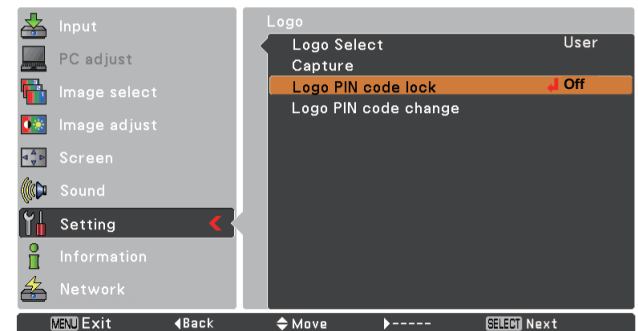 Input
PC adjust
Image select
Image adjust
Screen
Sound
Setting
Information
Network
Logo
Logo Select User
Capture
Logo PIN code lock Off
Logo PIN code change
MENU Exit ◀Back Move ▶----- SELECT Next